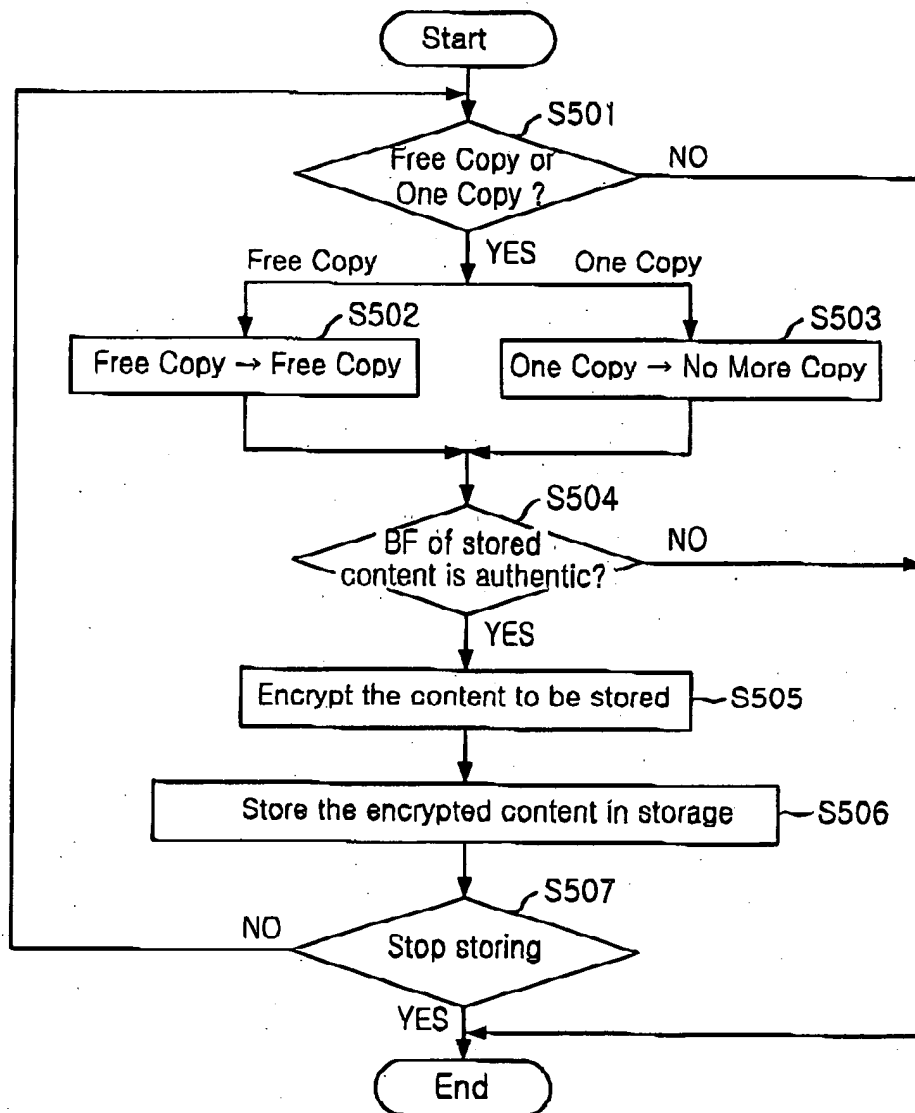 Start
S501
Free Copy or
One Copy ?
NO
YES
Free Copy
One Copy
S502
S503
Free Copy → Free Copy
One Copy → No More Copy
S504
BF of stored
content is authentic?
NO
YES
Encrypt the content to be stored
S505
Store the encrypted content in storage
S506
S507
NO
Stop storing
YES
End